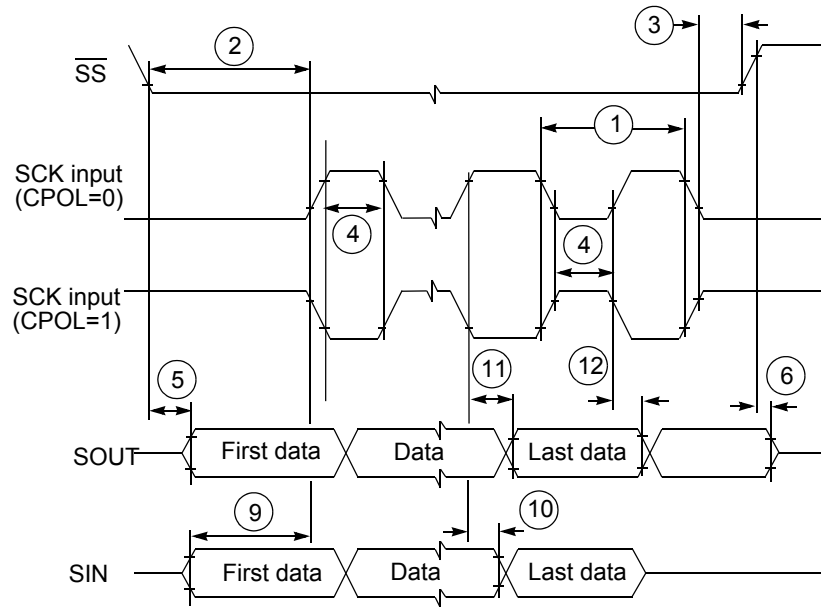 3
2
SS
1
SCK input
(CPOL=0)
4
4
SCK input
(CPOL=1)
5
11
12
6
SOUT
First data
Data
Last data
9
10
SIN
First data
Data
Last data